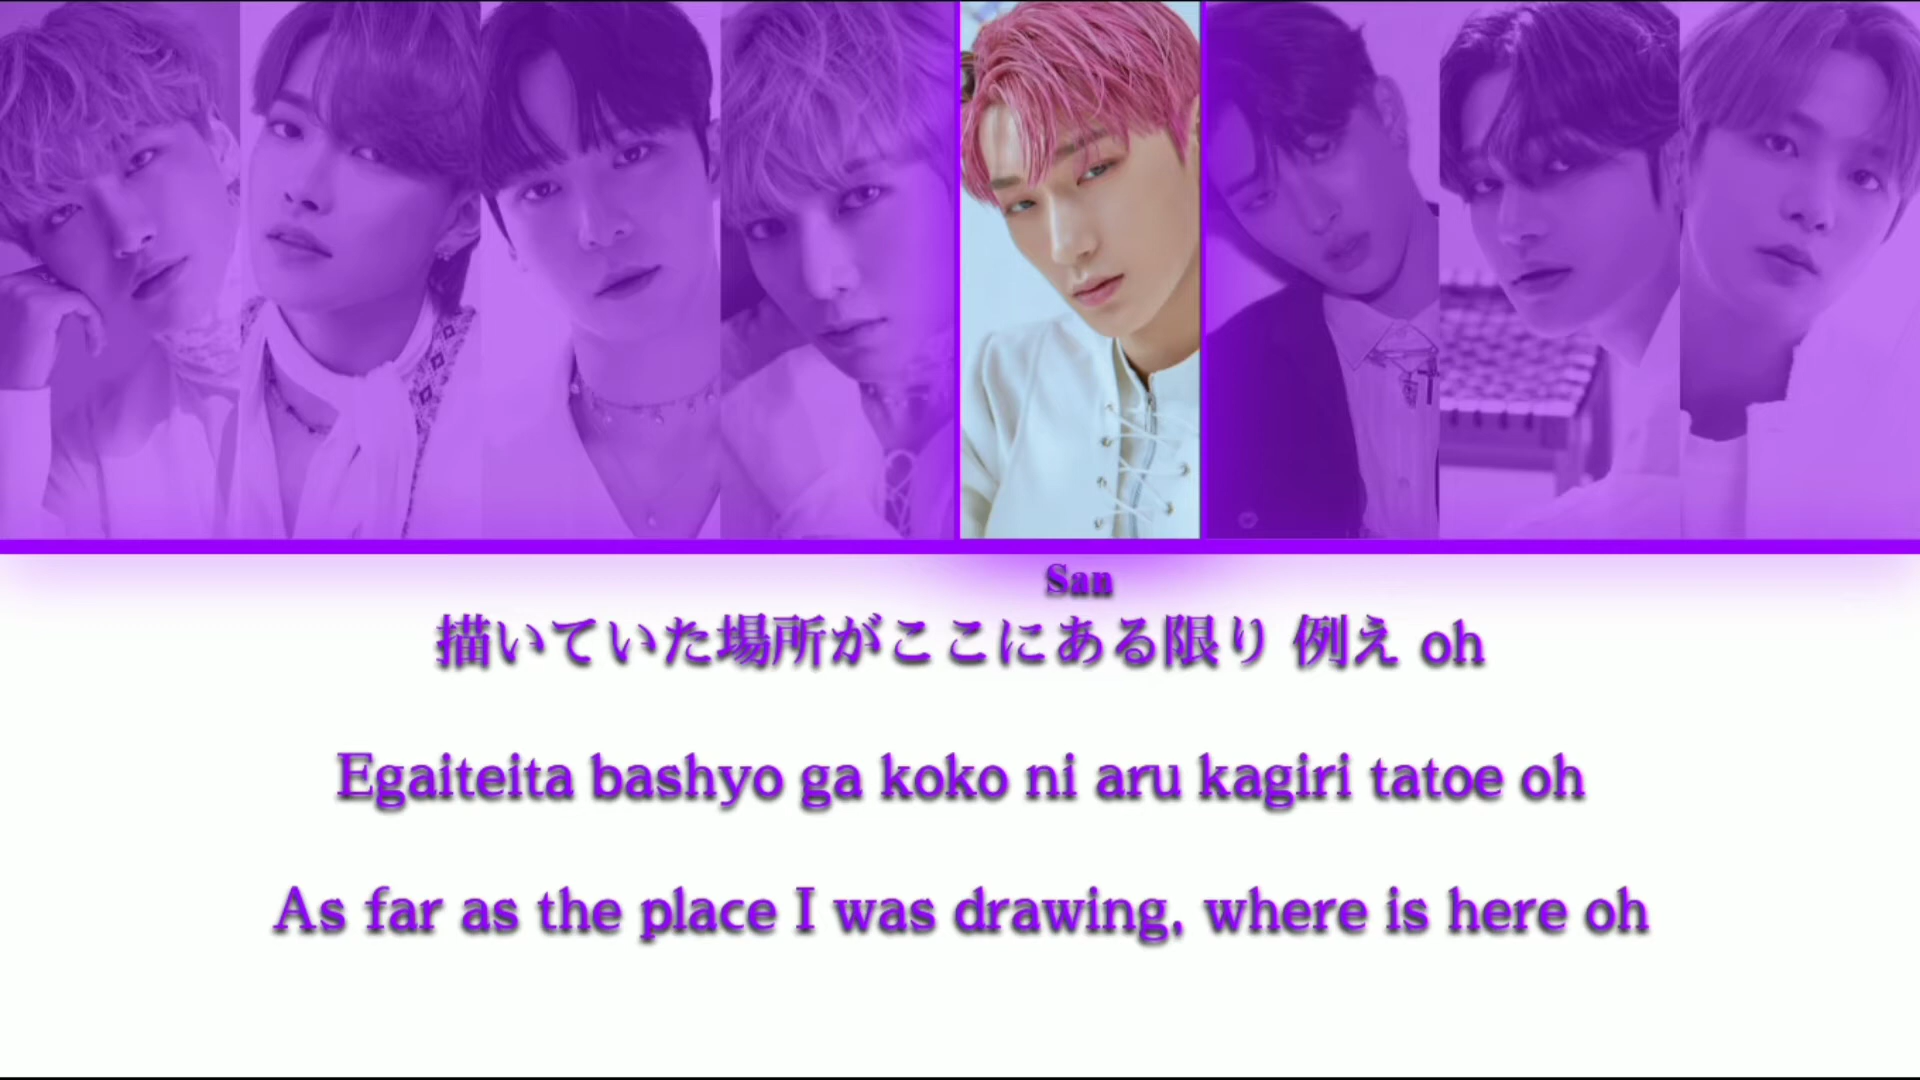 San
描いていた場所がここにある限り 例え oh
Egaiteita bashyo ga koko ni aru kagiri tatoe oh
As far as the place I was drawing, where is here oh